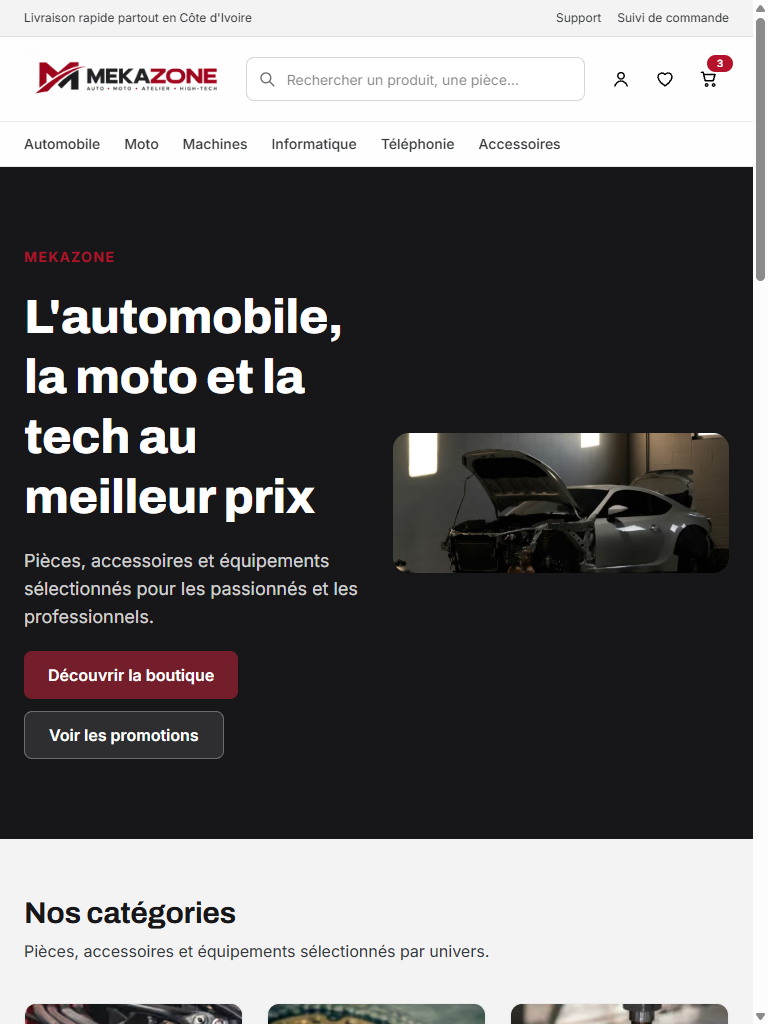 Livraison rapide partout en Côte d'Ivoire
Support
Suivi de commande
MEKAZONE
AUTO • MOTO • ATELIER • HIGH-TECH
Rechercher un produit, une pièce...
3
Automobile
Moto
Machines
Informatique
Téléphonie
Accessoires
MEKAZONE
L'automobile,
la moto et la
tech au
meilleur prix
Pièces, accessoires et équipements
sélectionnés pour les passionnés et les
professionnels.
Découvrir la boutique
Voir les promotions
Nos catégories
Pièces, accessoires et équipements sélectionnés par univers.